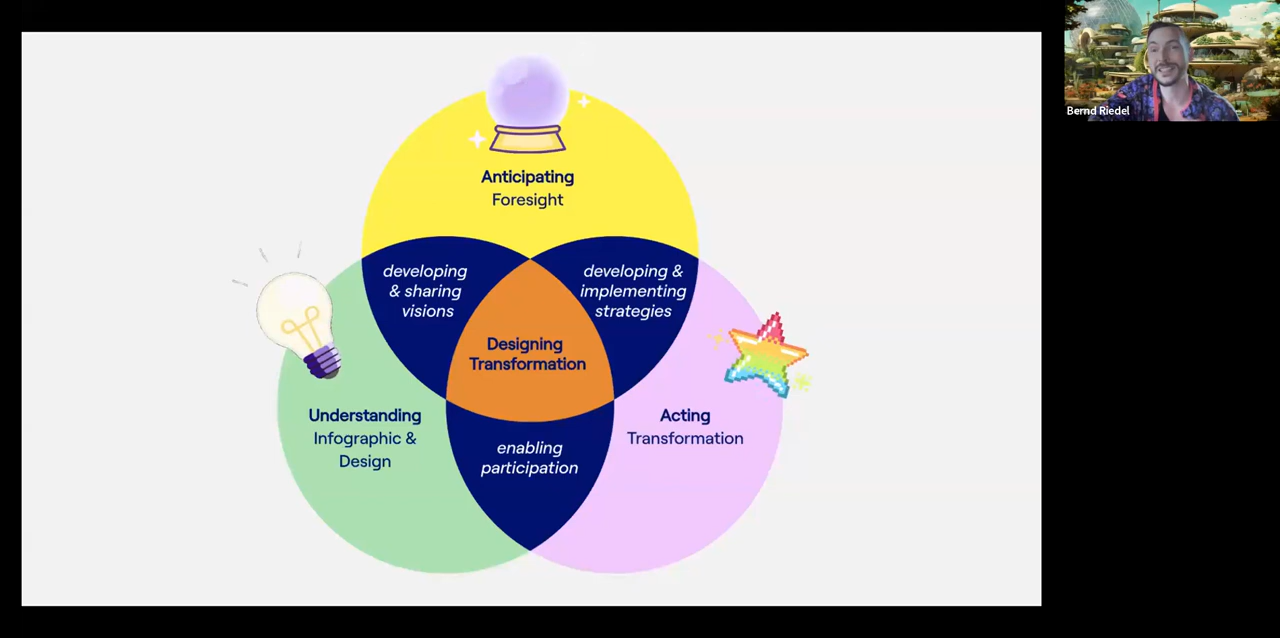 Anticipating
Foresight
developing
& sharing
visions
developing &
implementing
strategies
Designing
Transformation
Understanding
Infographic &
Design
Acting
Transformation
enabling
participation
Bernd Riedel